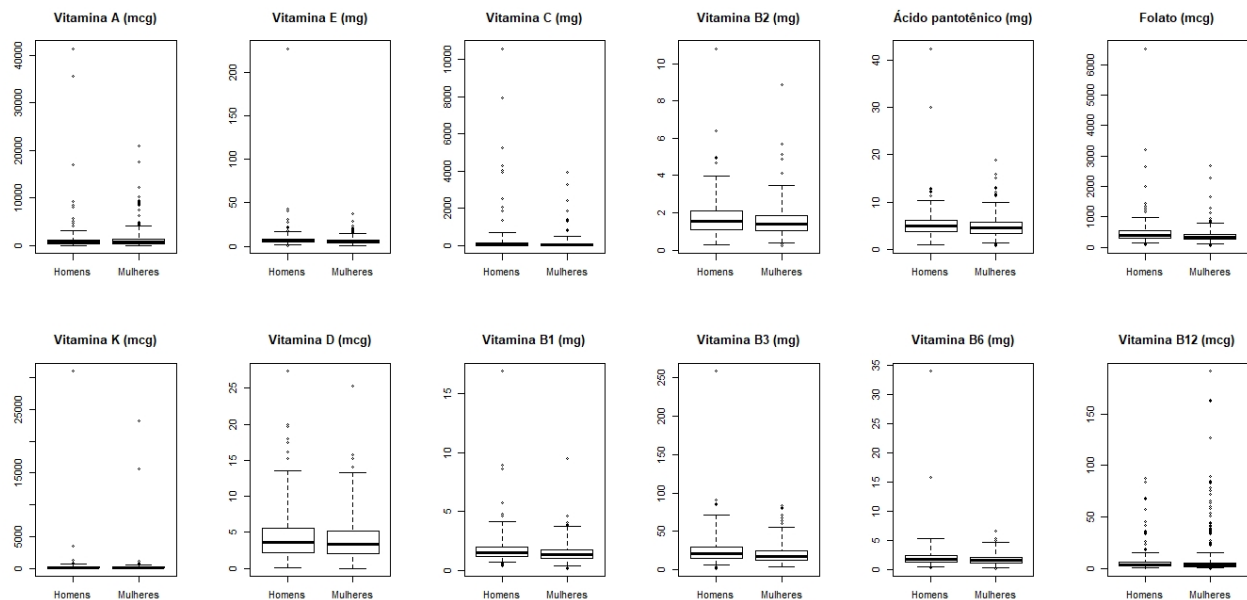 Vitamina A (mcg)
Vitamina E (mg)
Vitamina C (mg)
Vitamina B2 (mg)
Ácido pantotênico (mg)
Folato (mcg)
0 10000 20000 30000 40000
0 50 100 150 200
0 2000 4000 6000 8000 10000
0 2 4 6 8 10
0 10 20 30 40
0 1000 2000 3000 4000 5000 6000
Homens Mulheres
Homens Mulheres
Homens Mulheres
Homens Mulheres
Homens Mulheres
Homens Mulheres
Vitamina K (mcg)
Vitamina D (mg)
Vitamina B1 (mg)
Vitamina B3 (mg)
Vitamina B6 (mg)
Vitamina B12 (mcg)
0 5000 15000 25000
0 5 10 15 20 25
0 5 10 15
0 50 100 150 200 250
0 5 10 15 20 25 30 35
0 50 100 150
Homens Mulheres
Homens Mulheres
Homens Mulheres
Homens Mulheres
Homens Mulheres
Homens Mulheres